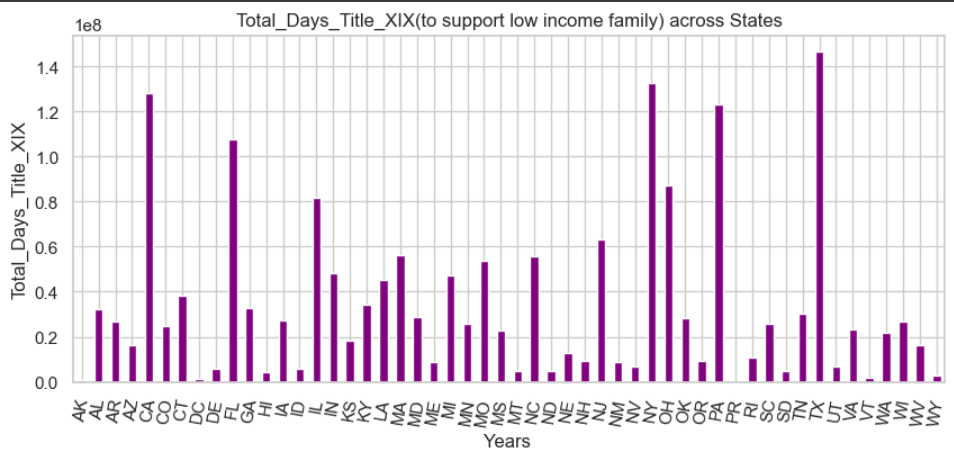 Total_Days_Title_XIX(to support low income family) across States
1e8
1.4
1.2
1.0
0.8
0.6
0.4
0.2
0.0
Total_Days_Title_XIX
AK AL AR AZ CA CO CT DC DE FL GA HI IA ID IL IN KS KY LA MA MD ME MI MN MO MS MT NC ND NE NH NJ NM NV NY OH OK OR PA PR RI SC SD TN TX UT VA VT WA WI WV WY
Years